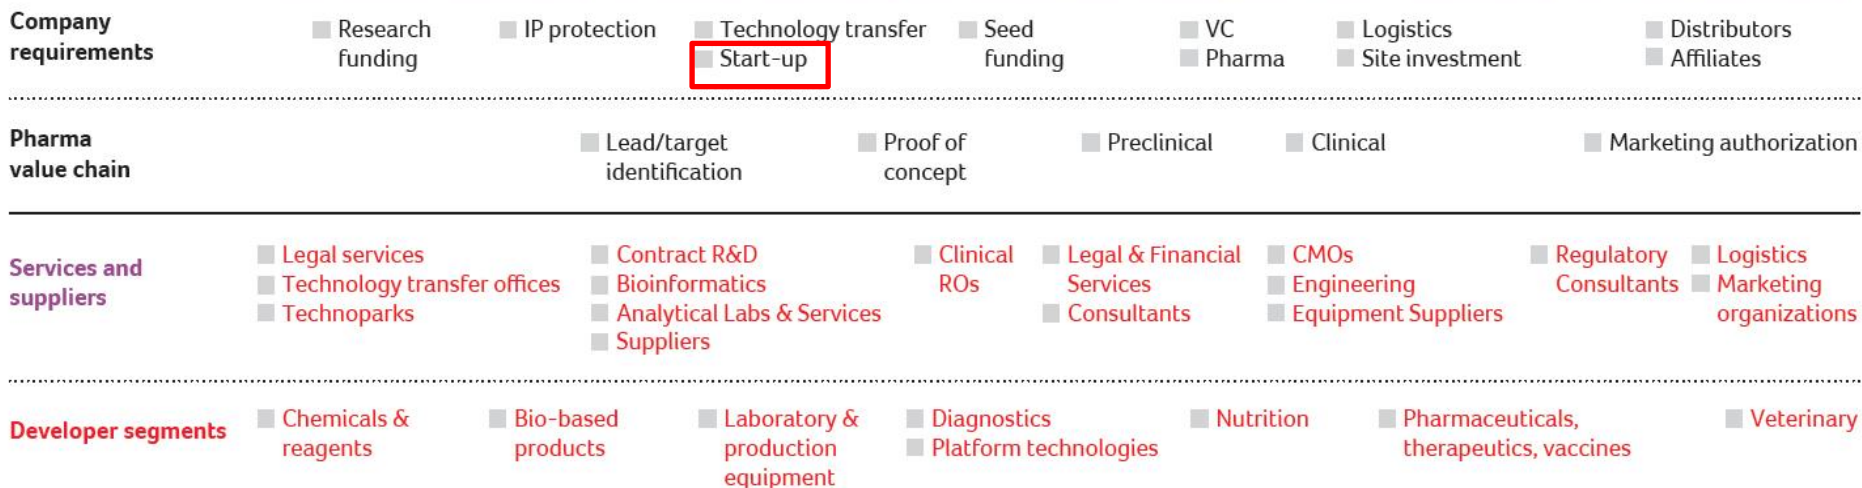 Company
requirements
Research
funding
IP protection
Technology transfer
Start-up
Seed
funding
VC
Pharma
Logistics
Site investment
Distributors
Affiliates
Pharma
value chain
Lead/target
identification
Proof of
concept
Preclinical
Clinical
Marketing authorization
Services and
suppliers
Legal services
Technology transfer offices
Technoparks
Contract R&D
Bioinformatics
Analytical Labs & Services
Suppliers
Clinical
ROs
Legal & Financial
Services
Consultants
CMOs
Engineering
Equipment Suppliers
Regulatory
Consultants
Logistics
Marketing
organizations
Developer segments
Chemicals &
reagents
Bio-based
products
Laboratory &
production
equipment
Diagnostics
Platform technologies
Nutrition
Pharmaceuticals,
therapeutics, vaccines
Veterinary